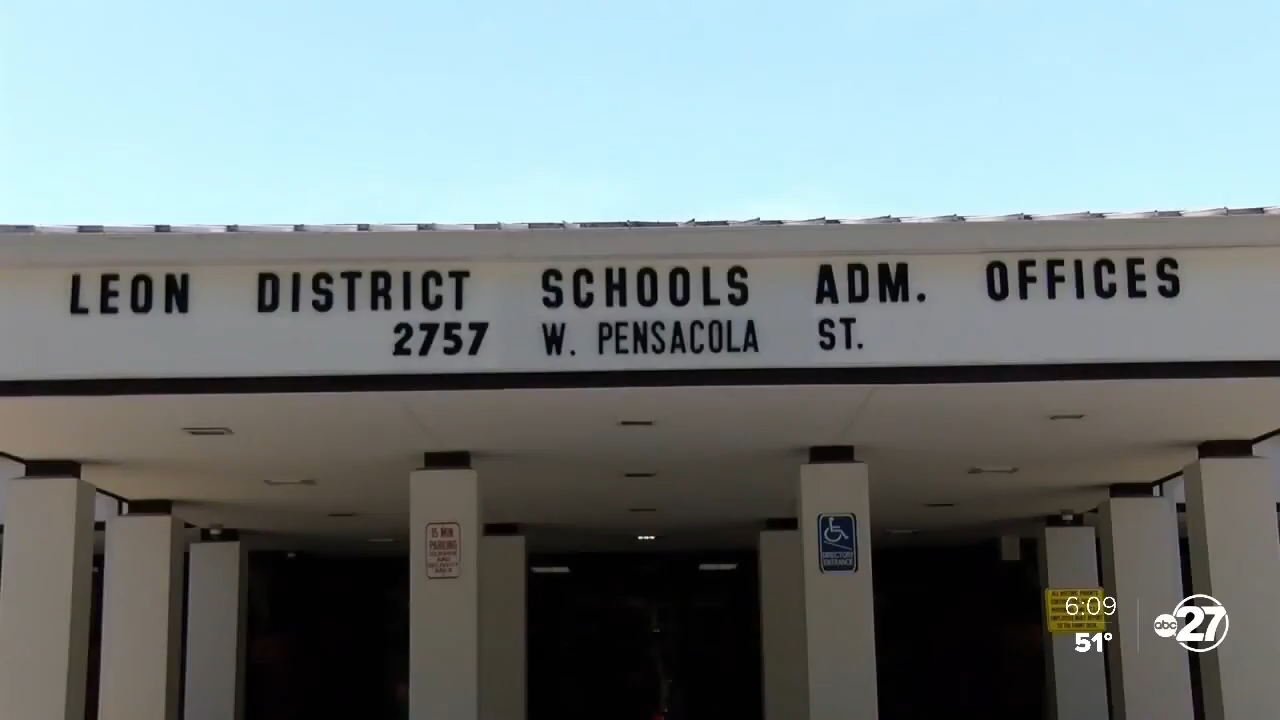 LEON DISTRICT SCHOOLS ADM. OFFICES
2757 W. PENSACOLA ST.
15 MIN
PARKING
DIRECTORY
ENTRANCE
6:09
51°
abc 27